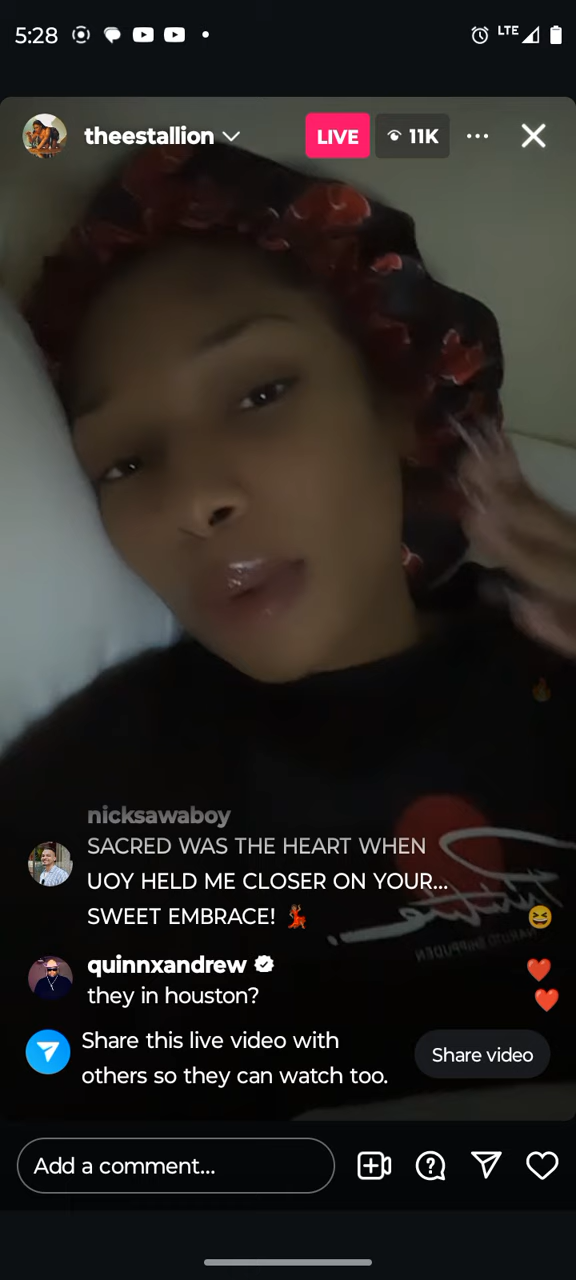 5:28
LTE
theestallion
LIVE
11K
nicksawaboy
SACRED WAS THE HEART WHEN
UOY HELD ME CLOSER ON YOUR...
SWEET EMBRACE! 💃
quinnxandrew
they in houston?
Share this live video with
others so they can watch too.
Share video
Add a comment...